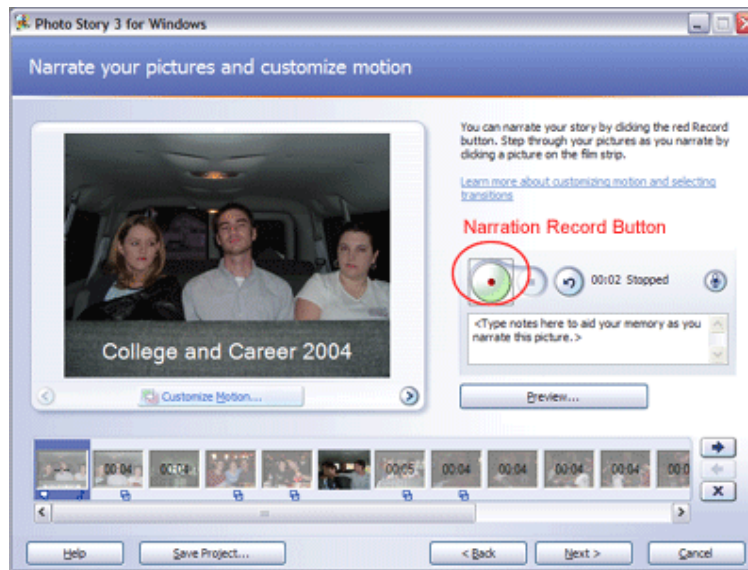 Photo Story 3 for Windows
Narrate your pictures and customize motion
You can narrate your story by clicking the red Record
button. Step through your pictures as you narrate by
clicking a picture on the film strip.
Learn more about customizing motion and selecting
transitions
Narration Record Button
00:02 Stopped
<Type notes here to aid your memory as you
narrate this picture.>
College and Career 2004
Customize Motion...
Preview...
00:04 00:04 00:05 00:04 00:04 00:04 00:04 00:0
Help Save Project... < Back Next > Cancel